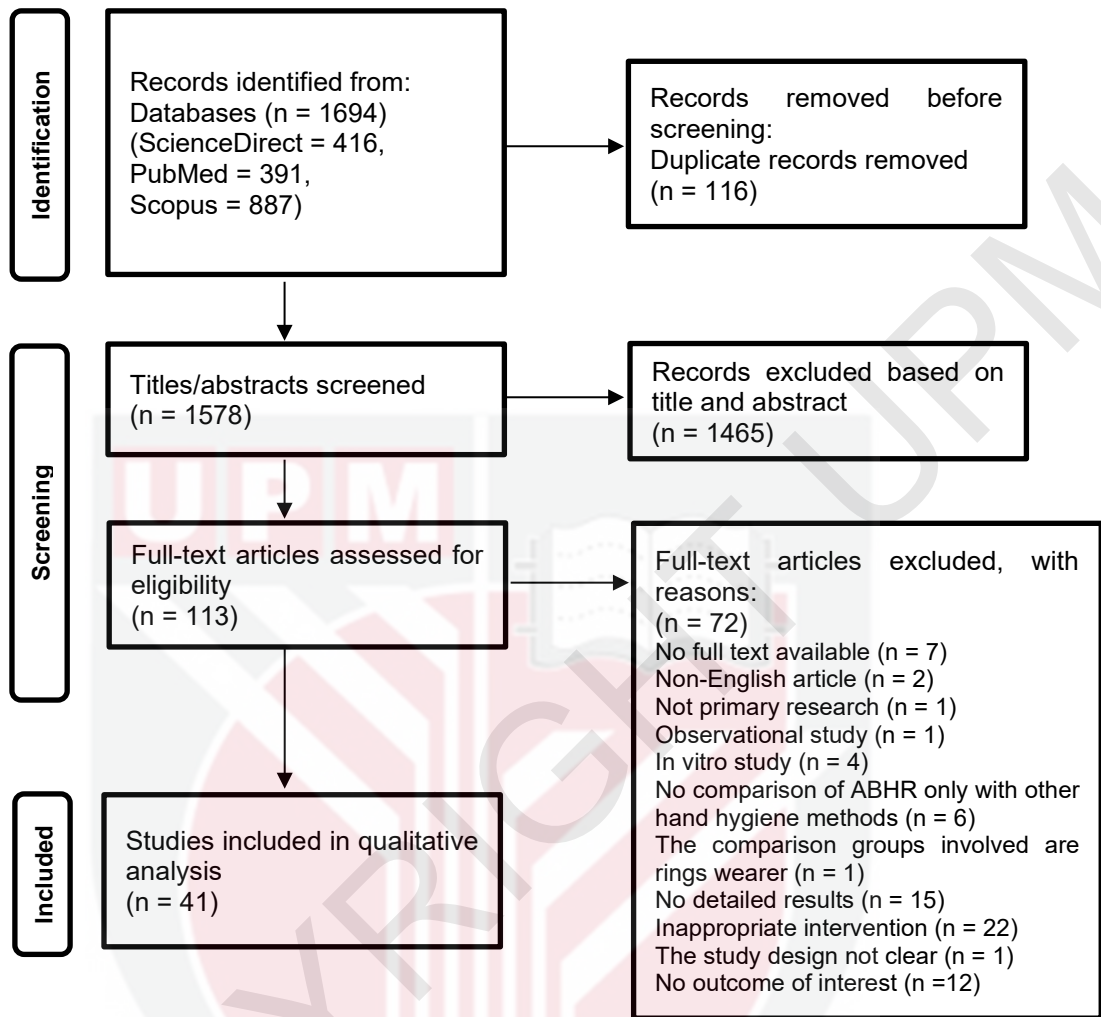 Identification
Records identified from:
Databases (n = 1694)
(ScienceDirect = 416,
PubMed = 391,
Scopus = 887)
Records removed before
screening:
Duplicate records removed
(n = 116)
Screening
Titles/abstracts screened
(n = 1578)
Records excluded based on
title and abstract
(n = 1465)
Full-text articles assessed for
eligibility
(n = 113)
Full-text articles excluded, with
reasons:
(n = 72)
No full text available (n = 7)
Non-English article (n = 2)
Not primary research (n = 1)
Observational study (n = 1)
In vitro study (n = 4)
No comparison of ABHR only with other
hand hygiene methods (n = 6)
The comparison groups involved are
rings wearer (n = 1)
No detailed results (n = 15)
Inappropriate intervention (n = 22)
The study design not clear (n = 1)
No outcome of interest (n =12)
Included
Studies included in qualitative
analysis
(n = 41)
UPM
YRIGHT UPM